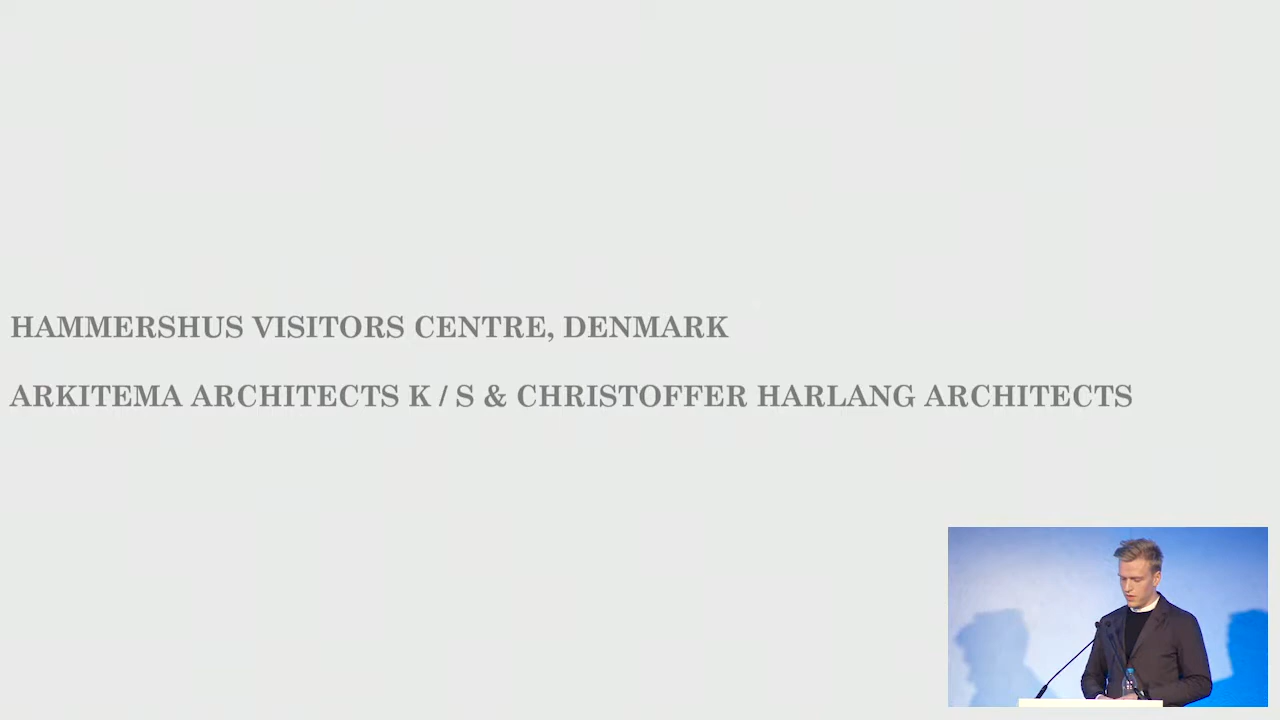 HAMMERSHUS VISITORS CENTRE, DENMARK
ARKITEMA ARCHITECTS K / S & CHRISTOFFER HARLANG ARCHITECTS